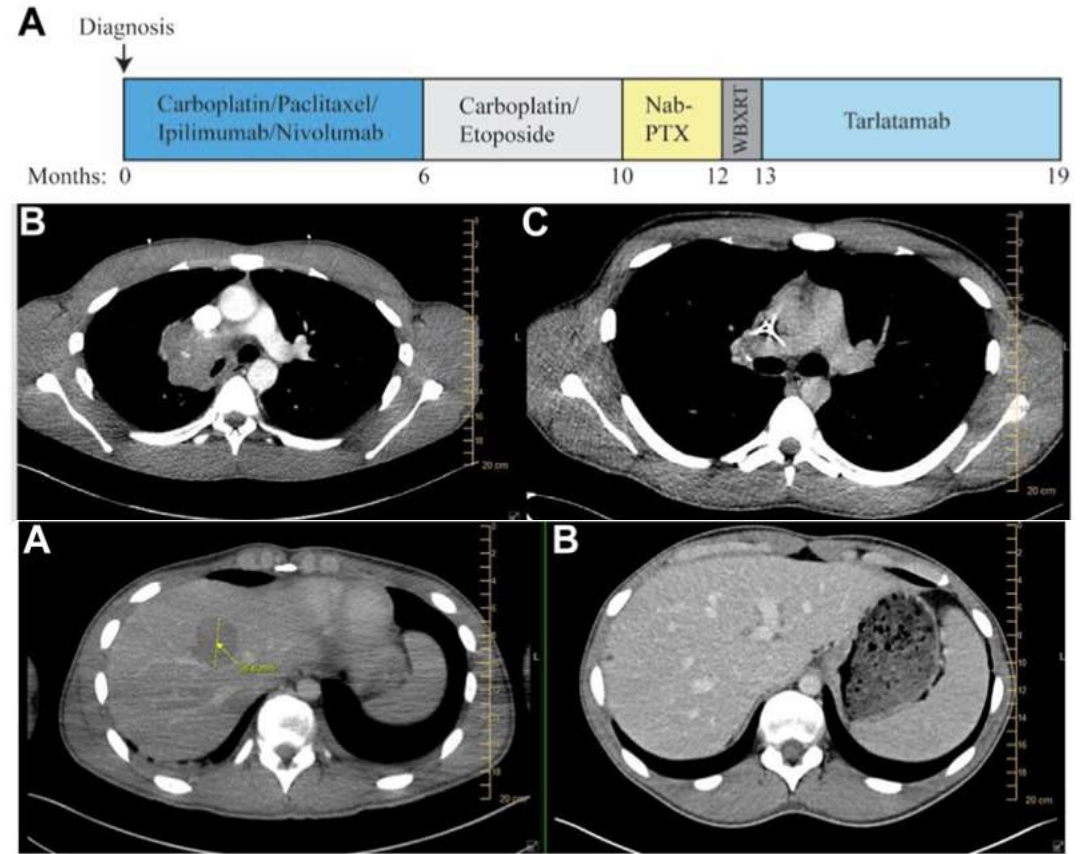 A
Diagnosis
Carboplatin/Paclitaxel/
Ipilimumab/Nivolumab
Carboplatin/
Etoposide
Nab-
PTX
WBXRT
Tarlatamab
Months: 0 6 10 12 13 19
B
C
L
20 cm
L
20 cm
A
B
L
20 cm
L
20 cm